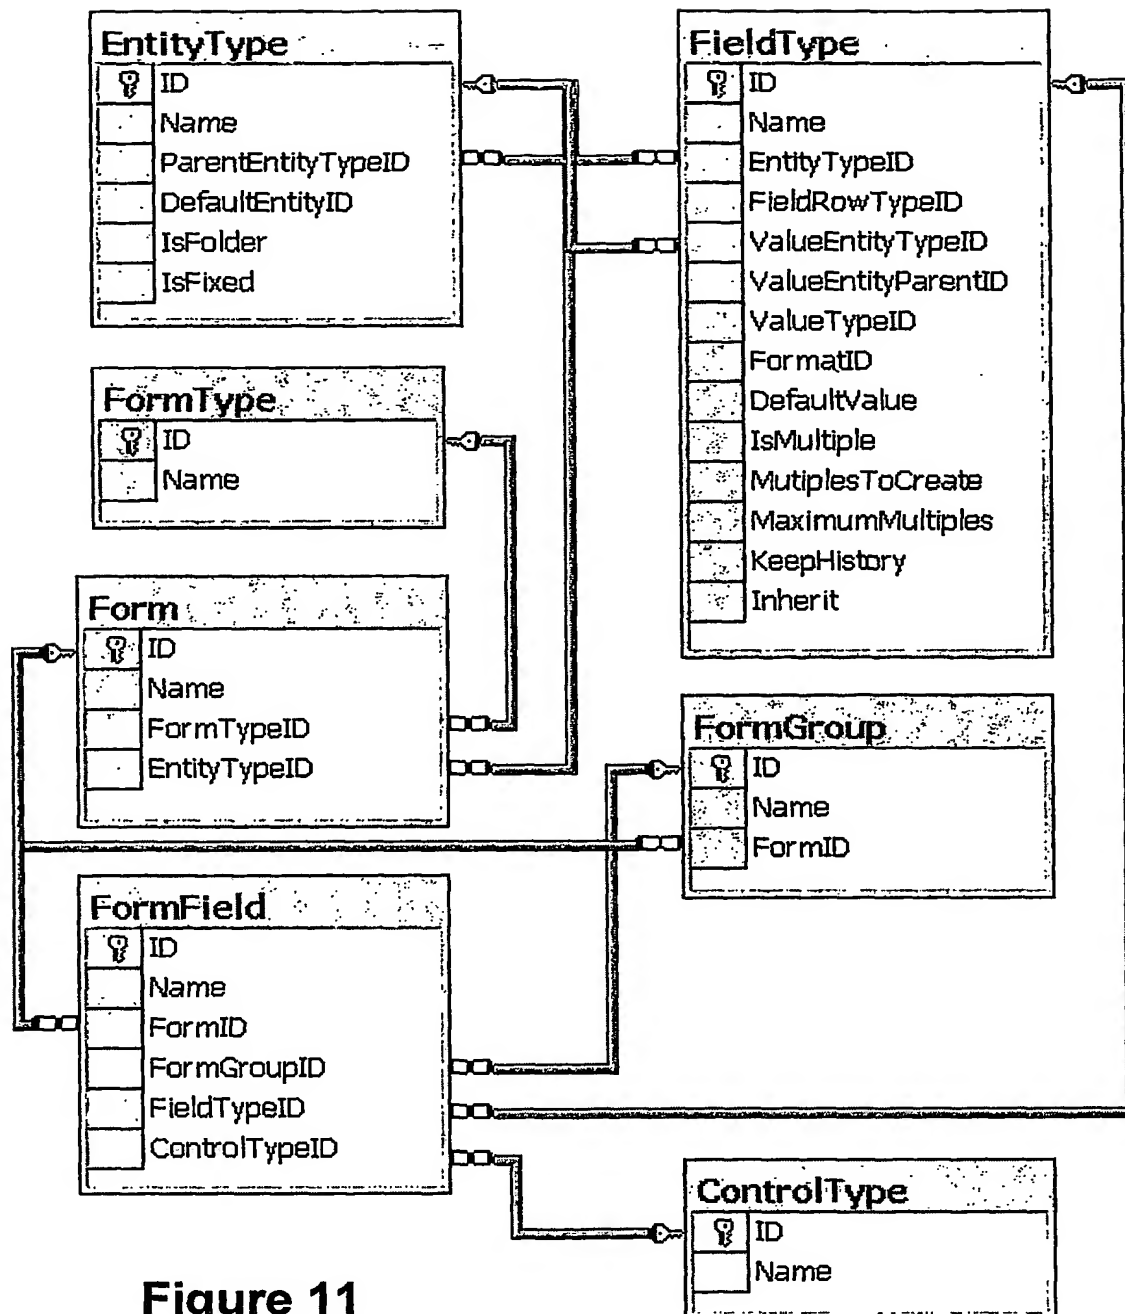 EntityType
ID
Name
ParentEntityTypeID
DefaultEntityID
IsFolder
IsFixed
FieldType
ID
Name
EntityTypeID
FieldRowTypeID
ValueEntityTypeID
ValueEntityParentID
ValueTypeID
FormatID
DefaultValue
IsMultiple
MutiplesToCreate
MaximumMultiples
KeepHistory
Inherit
FormType
ID
Name
Form
ID
Name
FormTypeID
EntityTypeID
FormGroup
ID
Name
FormID
FormField
ID
Name
FormID
FormGroupID
FieldTypeID
ControlTypeID
ControlType
ID
Name
Figure 11